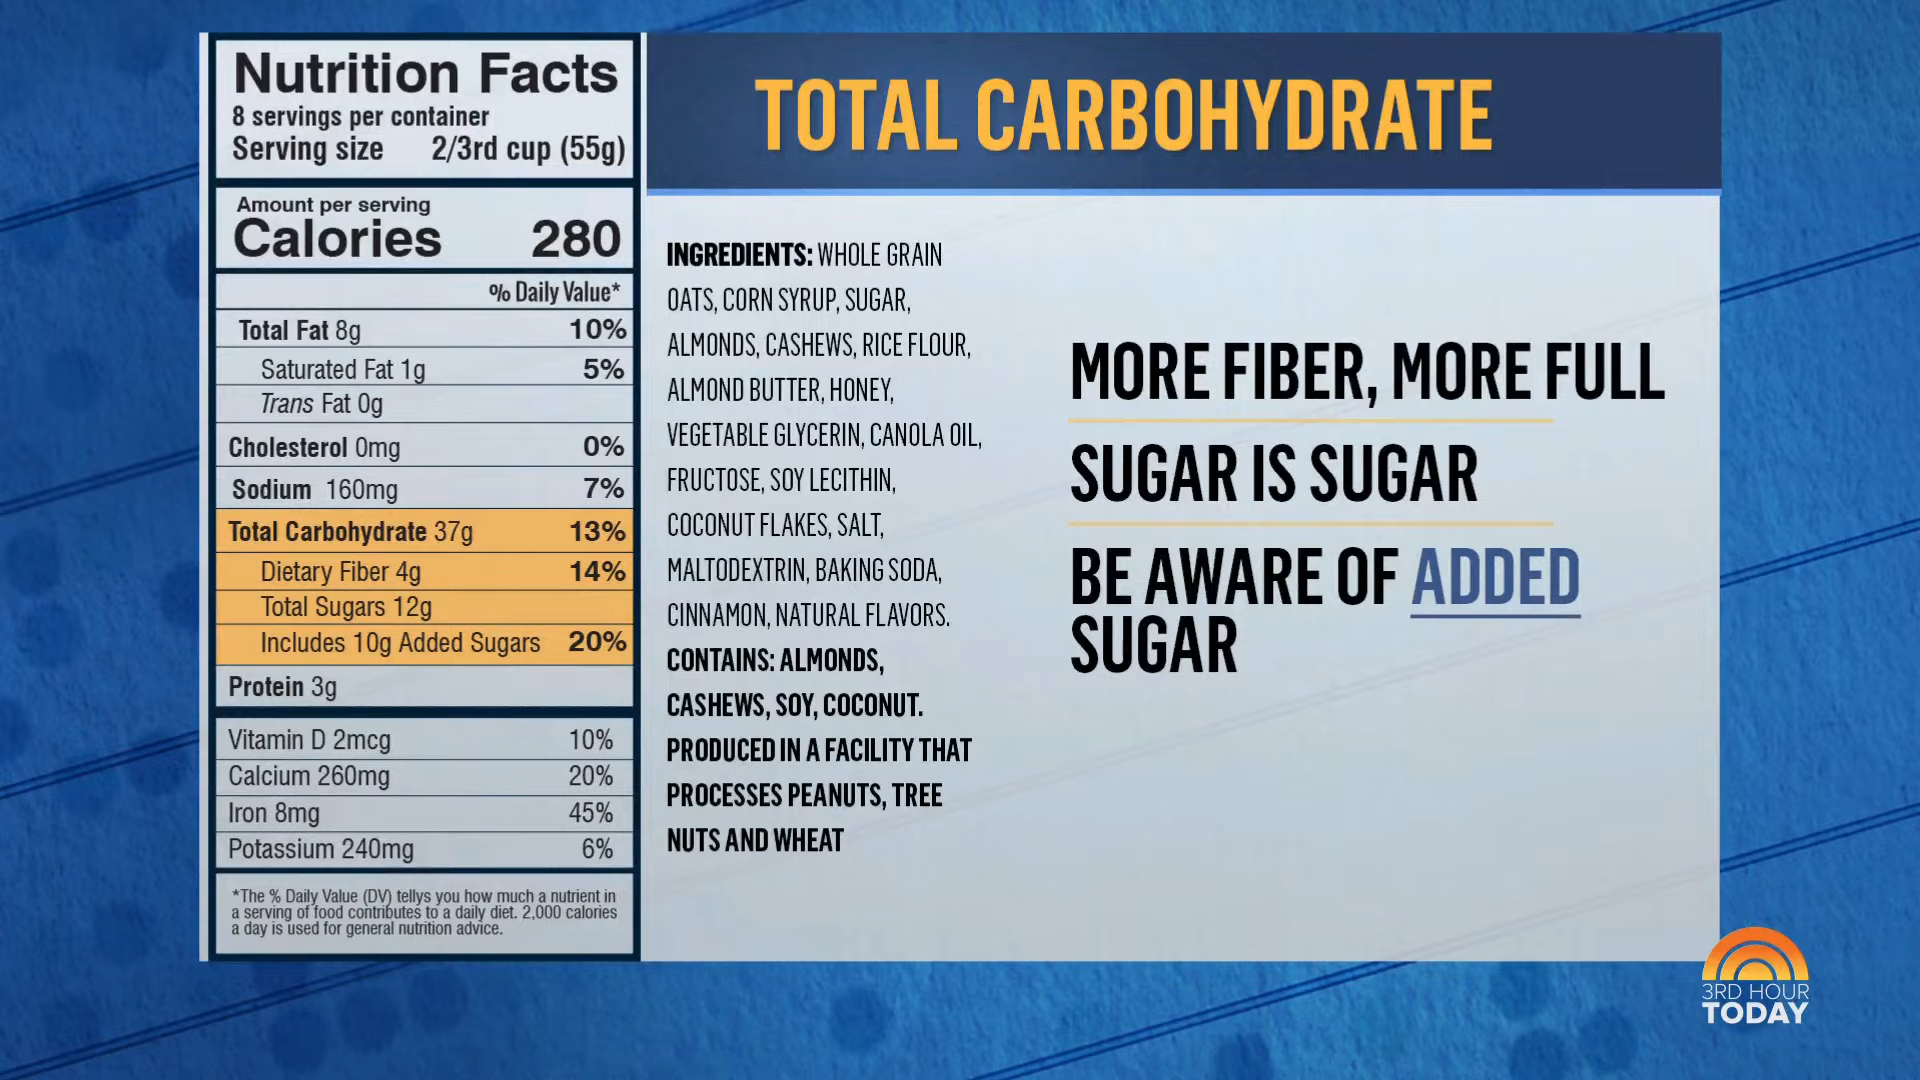 Nutrition Facts
8 servings per container
Serving size 2/3rd cup (55g)
Amount per serving
Calories 280
% Daily Value*
Total Fat 8g 10%
Saturated Fat 1g 5%
Trans Fat 0g
Cholesterol 0mg 0%
Sodium 160mg 7%
Total Carbohydrate 37g 13%
Dietary Fiber 4g 14%
Total Sugars 12g
Includes 10g Added Sugars 20%
Protein 3g
Vitamin D 2mcg 10%
Calcium 260mg 20%
Iron 8mg 45%
Potassium 240mg 6%
*The % Daily Value (DV) tellys you how much a nutrient in
a serving of food contributes to a daily diet. 2,000 calories
a day is used for general nutrition advice.
TOTAL CARBOHYDRATE
INGREDIENTS: WHOLE GRAIN
OATS, CORN SYRUP, SUGAR,
ALMONDS, CASHEWS, RICE FLOUR,
ALMOND BUTTER, HONEY,
VEGETABLE GLYCERIN, CANOLA OIL,
FRUCTOSE, SOY LECITHIN,
COCONUT FLAKES, SALT,
MALTODEXTRIN, BAKING SODA,
CINNAMON, NATURAL FLAVORS.
CONTAINS: ALMONDS,
CASHEWS, SOY, COCONUT.
PRODUCED IN A FACILITY THAT
PROCESSES PEANUTS, TREE
NUTS AND WHEAT
MORE FIBER, MORE FULL
SUGAR IS SUGAR
BE AWARE OF ADDED
SUGAR
3RD HOUR
TODAY